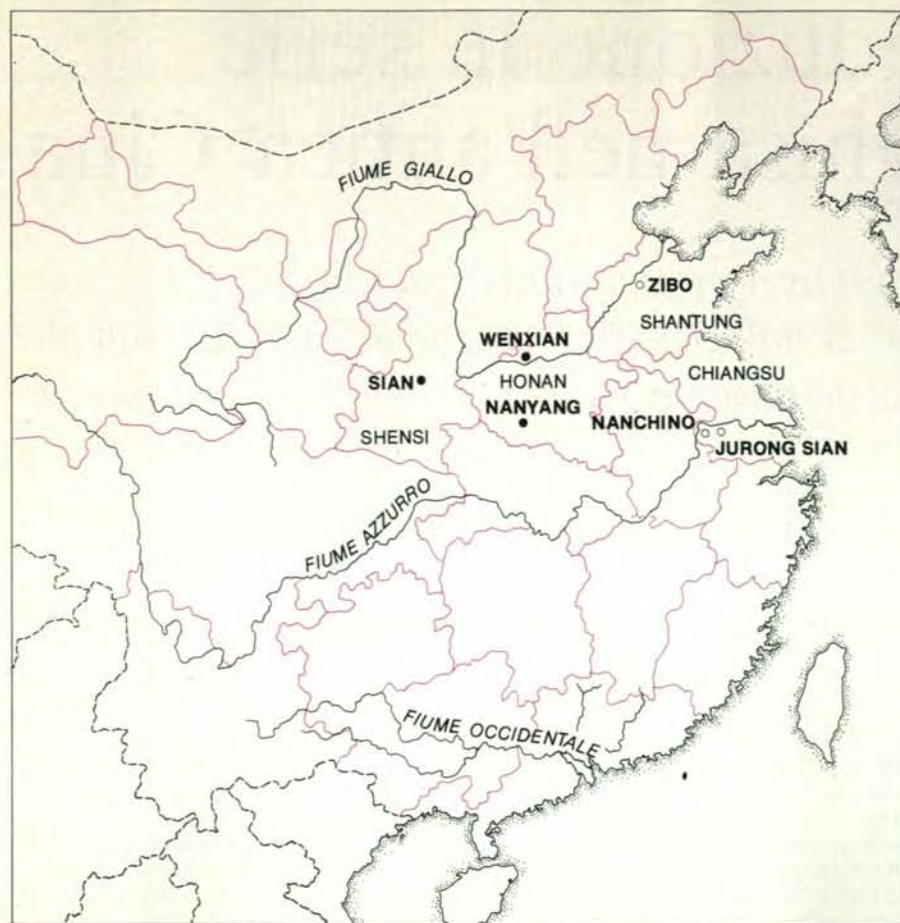 FIUME GIALLO
ZIBO
SHANTUNG
WENXIAN
CHIANGSU
SIAN
HONAN
NANYANG
NANCHINO
JURONG SIAN
SHENSI
FIUME AZZURRO
FIUME OCCIDENTALE